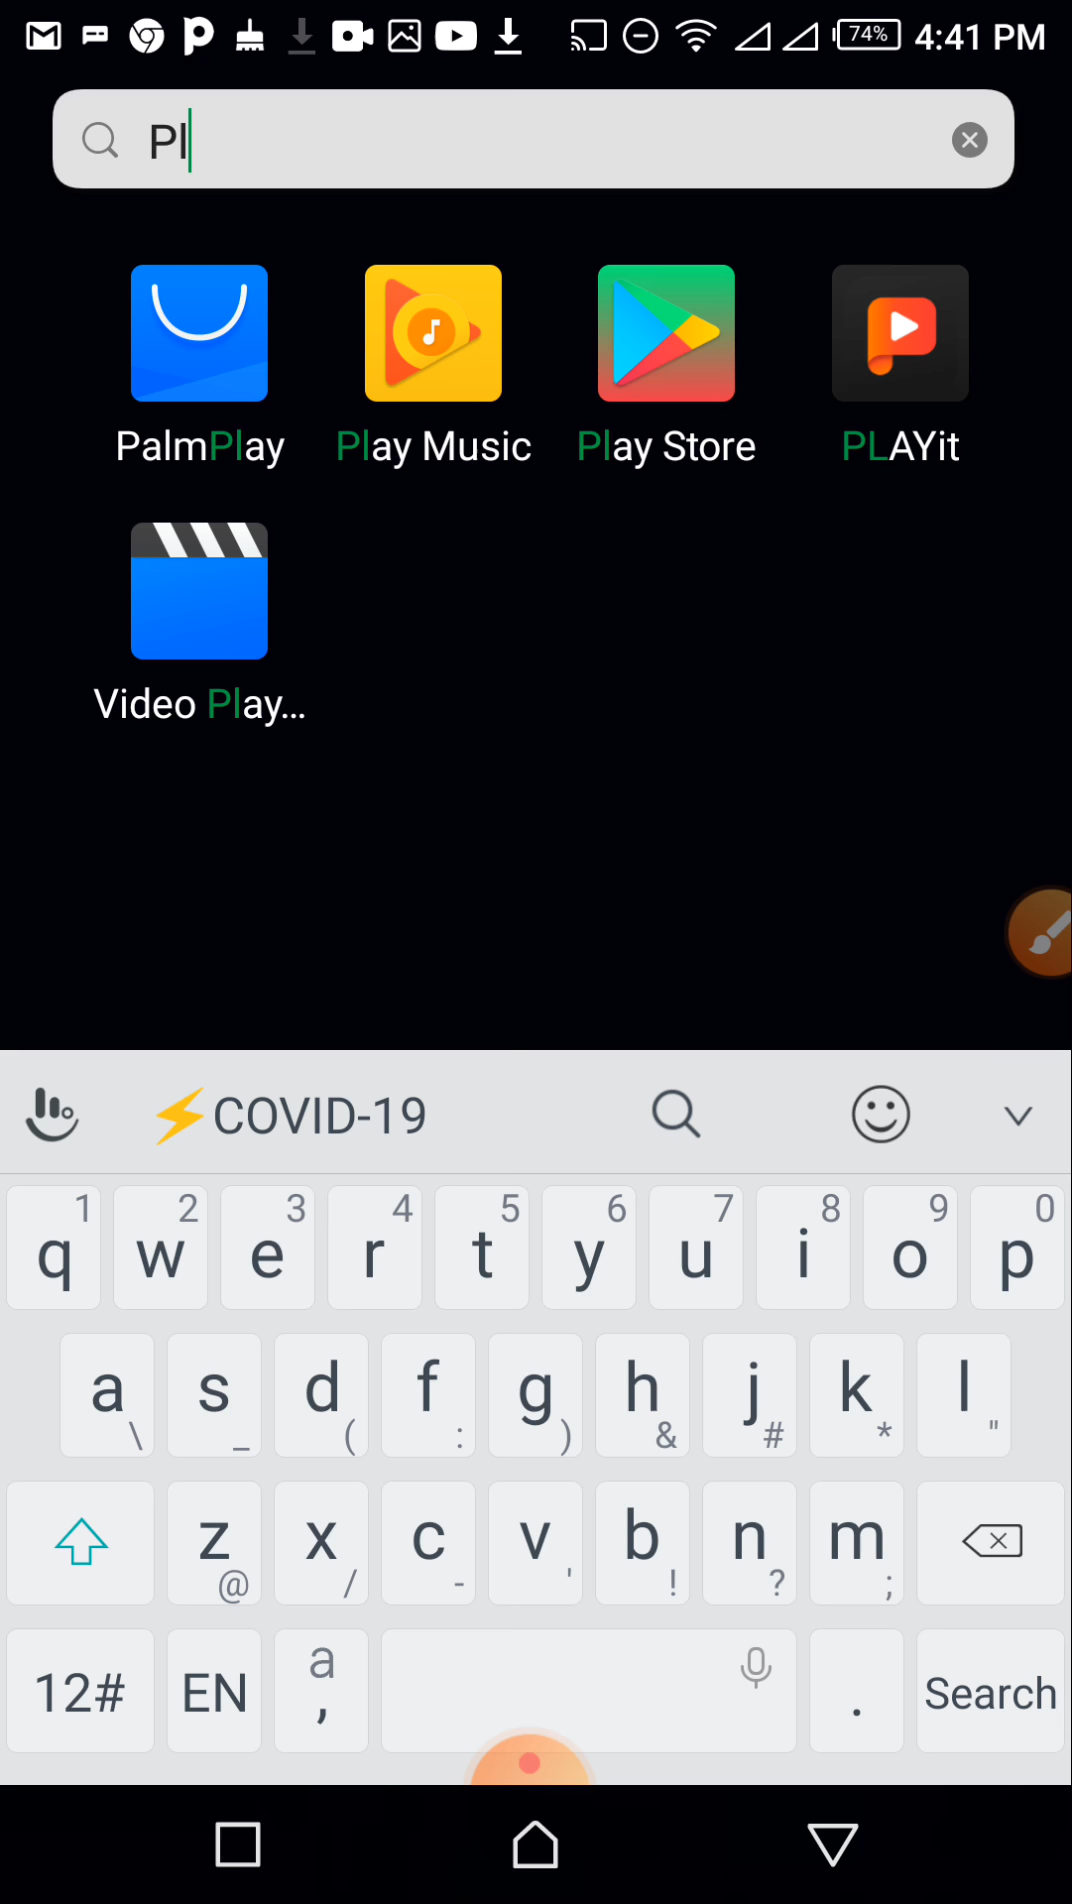 74% 4:41 PM
Pl
PalmPlay Play Music Play Store PLAYit
Video Play...
COVID-19
1 2 3 4 5 6 7 8 9 0
q w e r t y u i o p
a s d f g h j k l
\ _ ( : ) & # * "
z x c v b n m
@ / - ' ! ? ;
12# EN a , . Search